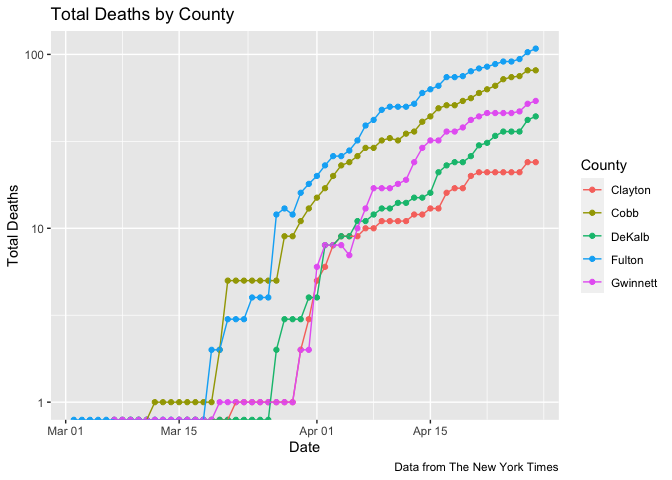 Total Deaths by County
100
10
1
Total Deaths
Mar 01
Mar 15
Apr 01
Apr 15
Date
County
Clayton
Cobb
DeKalb
Fulton
Gwinnett
Data from The New York Times